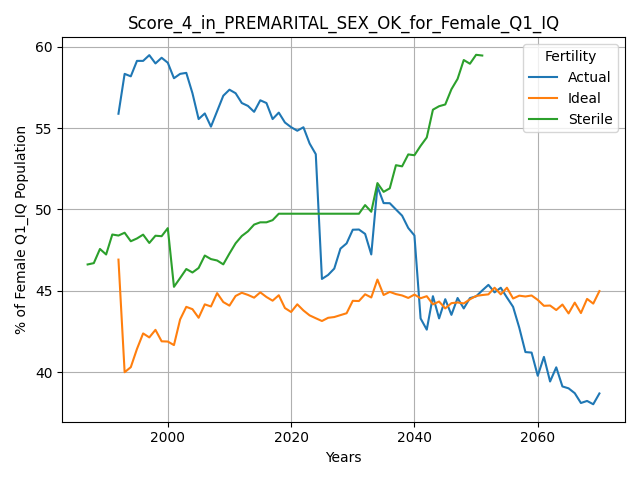 Score_4_in_PREMARITAL_SEX_OK_for_Female_Q1_IQ
% of Female Q1_IQ Population
60
55
50
45
40
Fertility
Actual
Ideal
Sterile
2000 2020 2040 2060
Years